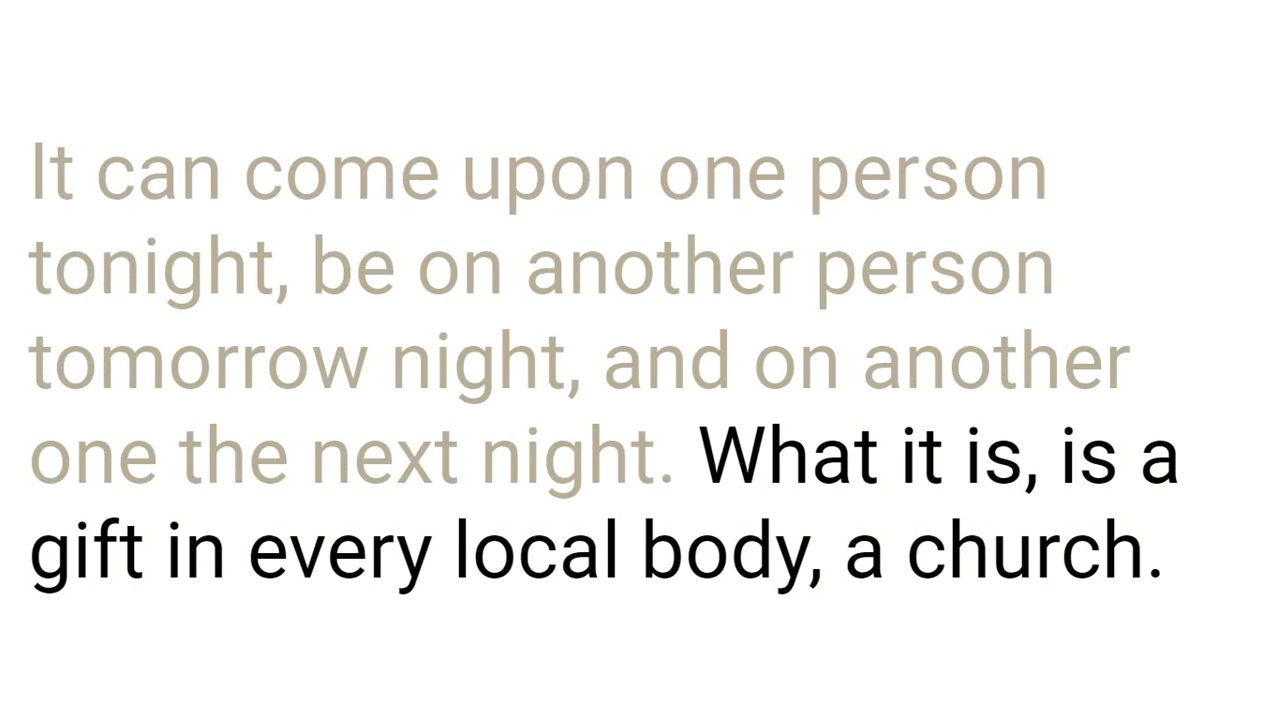 It can come upon one person
tonight, be on another person
tomorrow night, and on another
one the next night. What it is, is a
gift in every local body, a church.